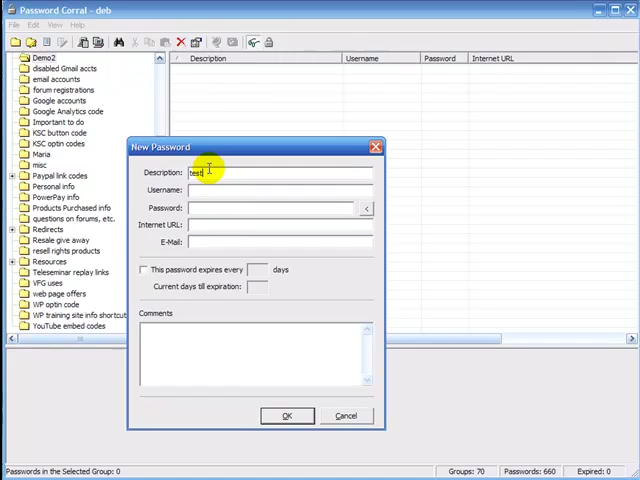 Password Corral - deb
File Edit View Help
Description Username Password Internet URL
Demo2
disabled Gmail accts
email accounts
forum registrations
Google accounts
Google Analytics code
Important to do
KSC button code
KSC optin codes
Maria
misc
Paypal link codes
Personal info
PowerPay info
Products Purchased info
questions on forums, etc.
Redirects
Resale give away
resell rights products
Resources
Teleseminar replay links
VFG uses
web page offers
WP optin code
WP training site info shortcut
YouTube embed codes
New Password
Description: test
Username:
Password: <
Internet URL:
E-Mail:
This password expires every days
Current days till expiration:
Comments
OK Cancel
Passwords in the Selected Group: 0 Groups: 70 Passwords: 660 Expired: 0